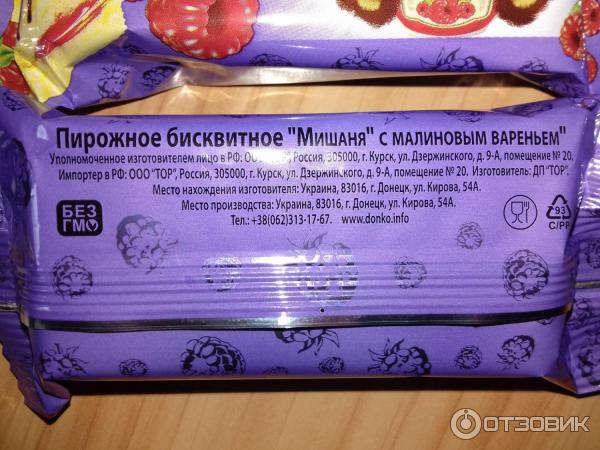 Пирожное бисквитное "Мишаня" С МАЛИНОВЫМ ВАРЕНЬЕМ"
Уполномоченное изготовителем лицо в РФ: ООО "ТОР", Россия, 305000, г. Курск, ул. Дзержинского, д. 9-А, помещение № 20.
Импортер в РФ: ООО "ТОР", Россия, 305000, г. Курск, ул. Дзержинского, д. 9-А, помещение № 20. Изготовитель: ДП "ТОР".
Место нахождения изготовителя: Украина, 83016, г. Донецк, ул. Кирова, 54А.
Место производства: Украина, 83016, г. Донецк, ул. Кирова, 54А.
Тел.: +38(062)313-17-67. www.donko.info
БЕЗ
ГМО
93
C/PP
ОТЗОВИК